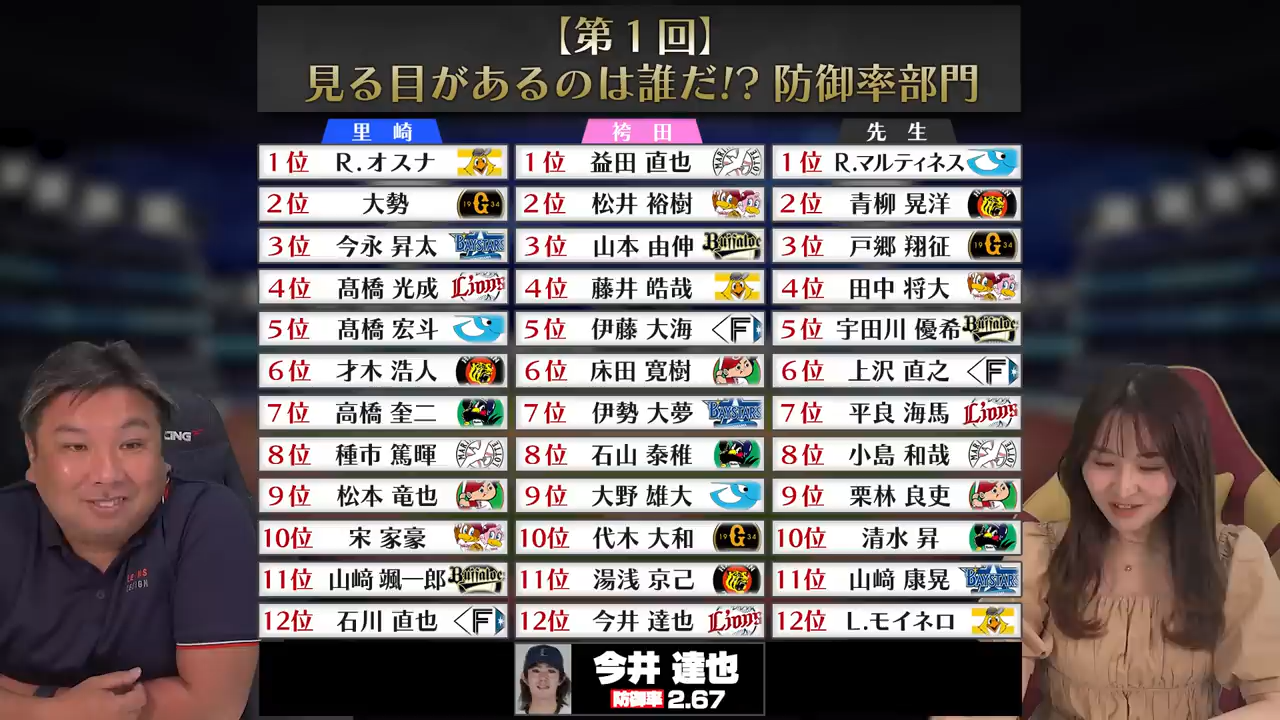 【第1回】
見る目があるのは誰だ!? 防御率部門
里崎
1位 R.オスナ
2位 大勢
3位 今永 昇太
4位 髙橋 光成
5位 髙橋 宏斗
6位 才木 浩人
7位 高橋 奎二
8位 種市 篤暉
9位 松本 竜也
10位 宋 家豪
11位 山﨑 颯一郎
12位 石川 直也
袴田
1位 益田 直也
2位 松井 裕樹
3位 山本 由伸
4位 藤井 皓哉
5位 伊藤 大海
6位 床田 寛樹
7位 伊勢 大夢
8位 石山 泰稚
9位 大野 雄大
10位 代木 大和
11位 湯浅 京己
12位 今井 達也
先生
1位 R.マルティネス
2位 青柳 晃洋
3位 戸郷 翔征
4位 田中 将大
5位 宇田川 優希
6位 上沢 直之
7位 平良 海馬
8位 小島 和哉
9位 栗林 良吏
10位 清水 昇
11位 山﨑 康晃
12位 L.モイネロ
今井 達也
防御率 2.67